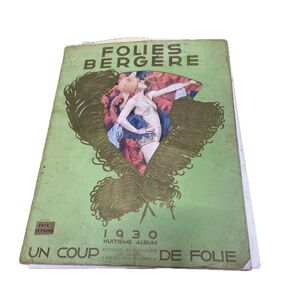 FOLIES
BERGÈRE
1930
HUITIÈME ALBUM
UN COUP DE FOLIE